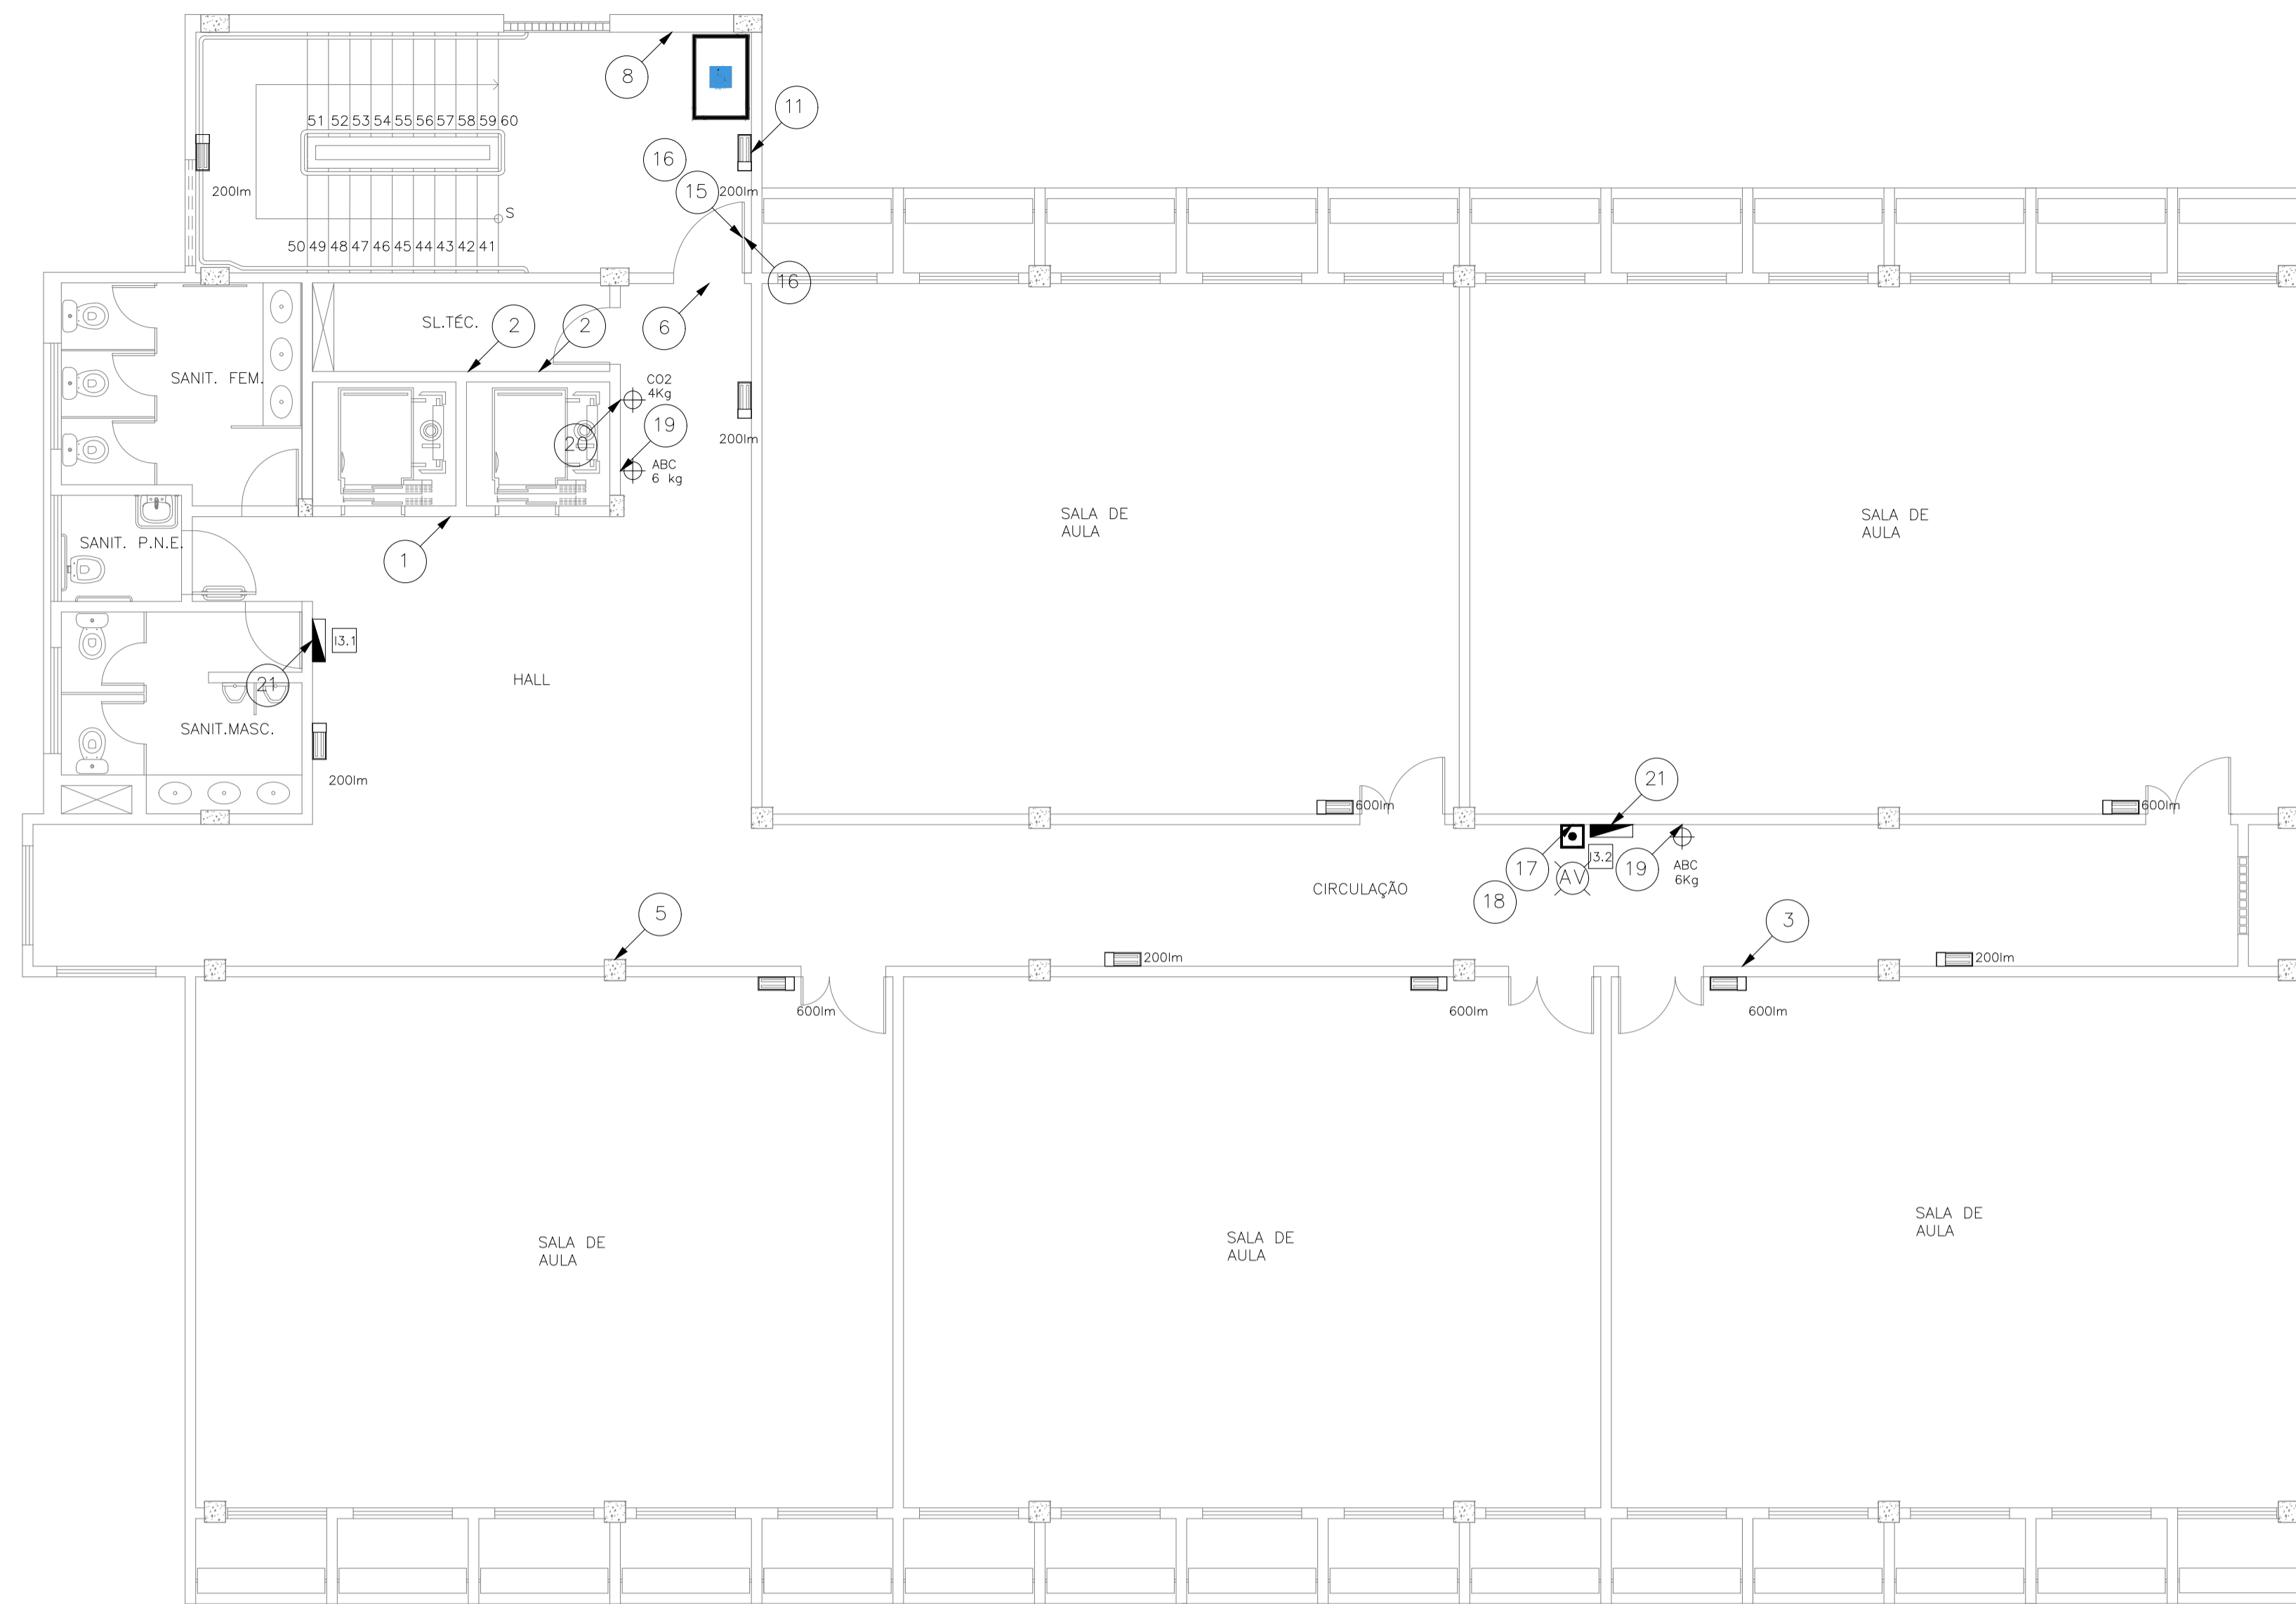 8
11
51 52 53 54 55 56 57 58 59 60
16
200lm
15
200lm
S
50 49 48 47 46 45 44 43 42 41
16
SL.TÉC.
2
2
6
SANIT. FEM.
CO2
4Kg
19
200lm
20
ABC
6 kg
SALA DE
AULA
SALA DE
AULA
SANIT. P.N.E.
1
I3.1
21
HALL
SANIT.MASC.
200lm
21
600lm
600lm
17
I3.2
19
ABC
6Kg
AV
CIRCULAÇÃO
18
5
3
200lm
200lm
600lm
600lm
600lm
SALA DE
AULA
SALA DE
AULA
SALA DE
AULA